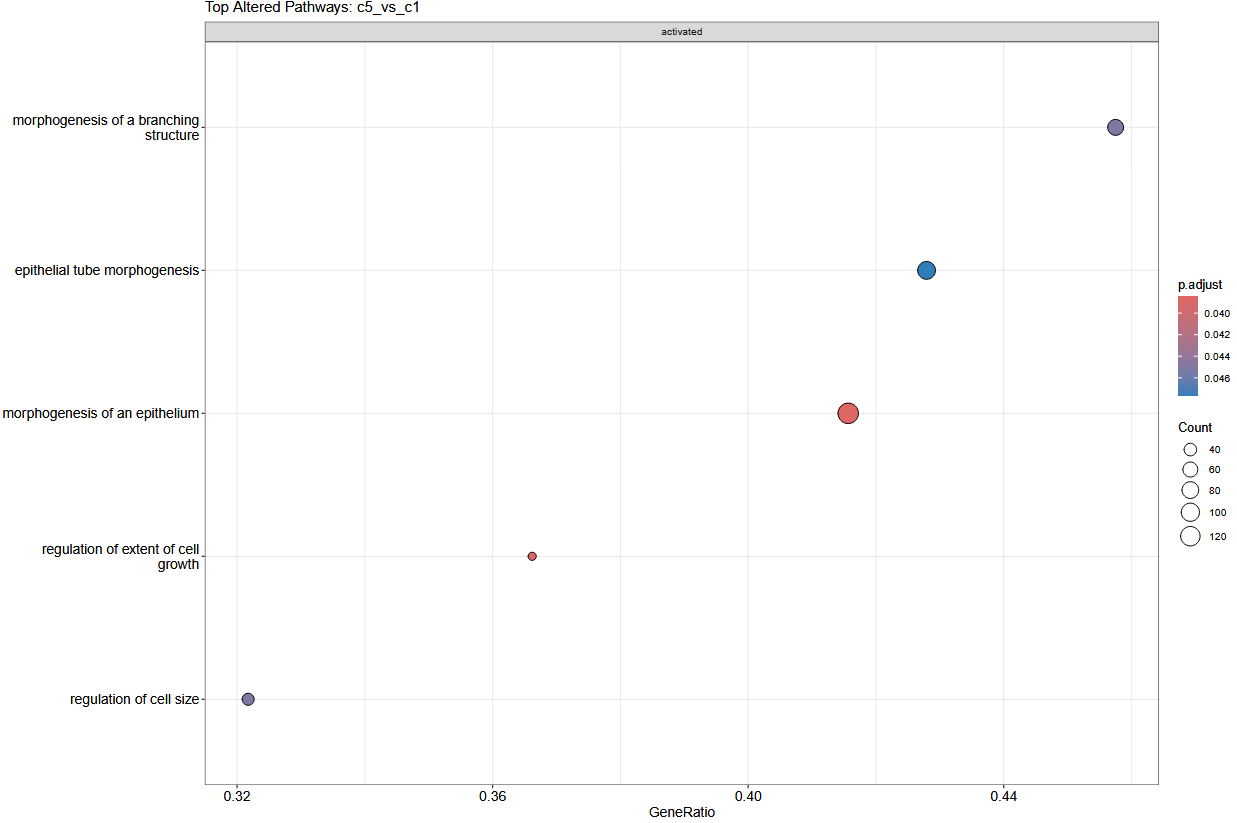 Top Altered Pathways: c5_vs_c1
activated
morphogenesis of a branching
structure
epithelial tube morphogenesis
morphogenesis of an epithelium
regulation of extent of cell
growth
regulation of cell size
0.32
0.36
0.40
0.44
GeneRatio
p.adjust
0.040
0.042
0.044
0.046
Count
40
60
80
100
120